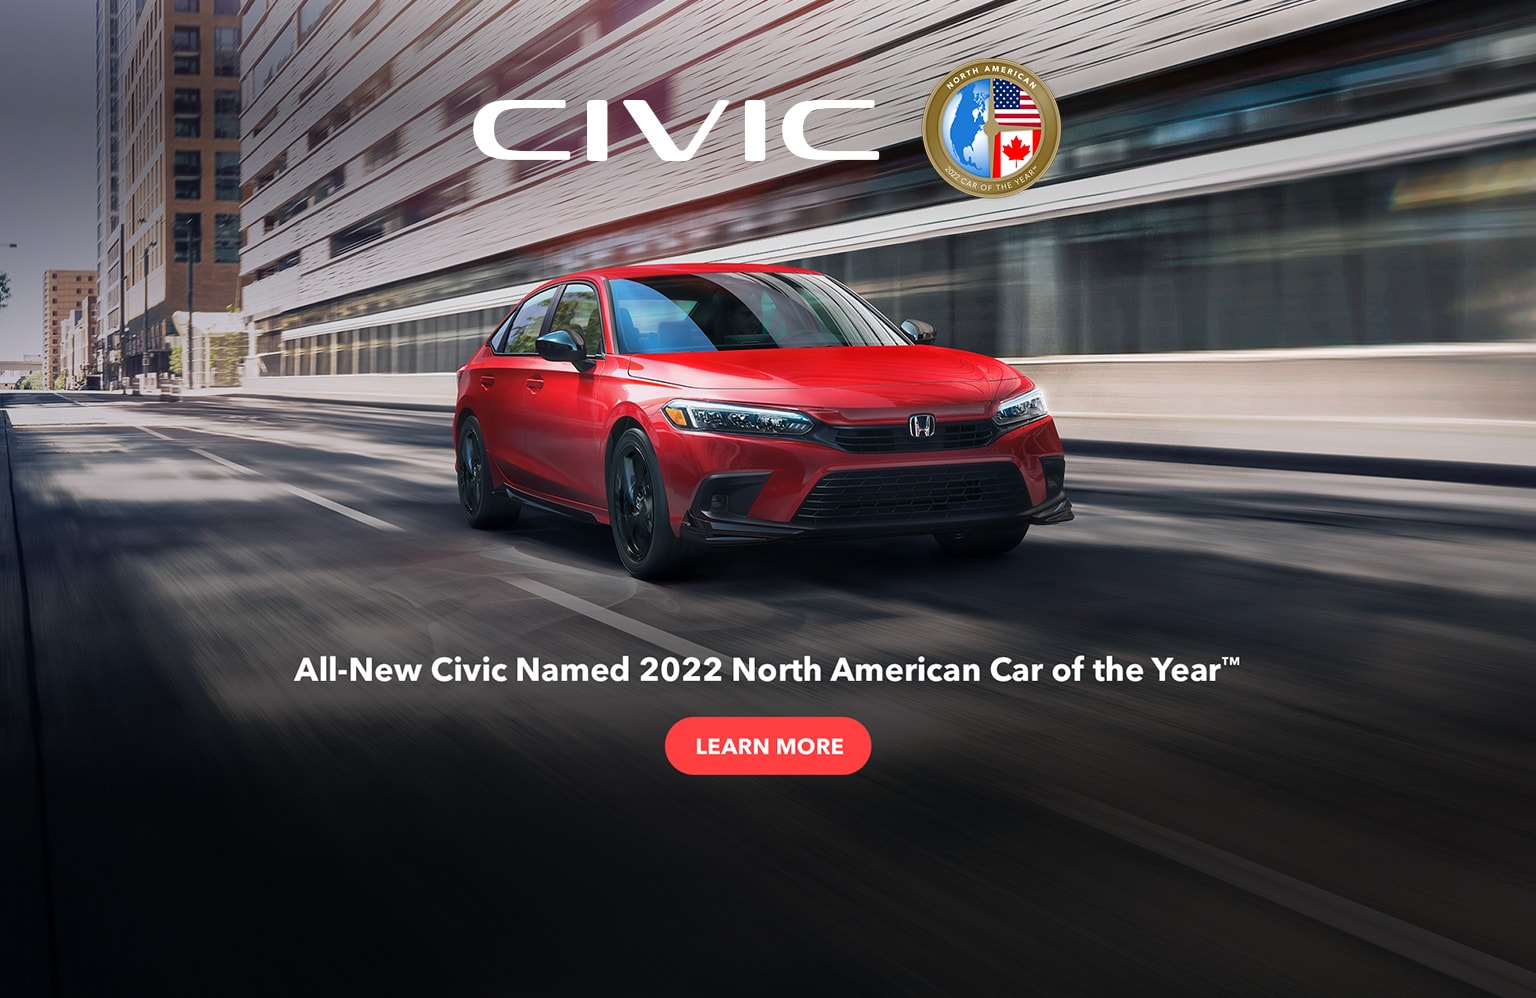 CIVIC
NORTH AMERICAN
2022 CAR OF THE YEAR™
All-New Civic Named 2022 North American Car of the Year™
LEARN MORE